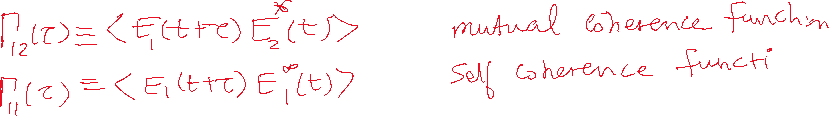 Γ₁₂(τ) ≡ < E₁(t+τ) E₂*(t) > mutual coherence function
Γ₁₁(τ) ≡ < E₁(t+τ) E₁*(t) > self coherence functi